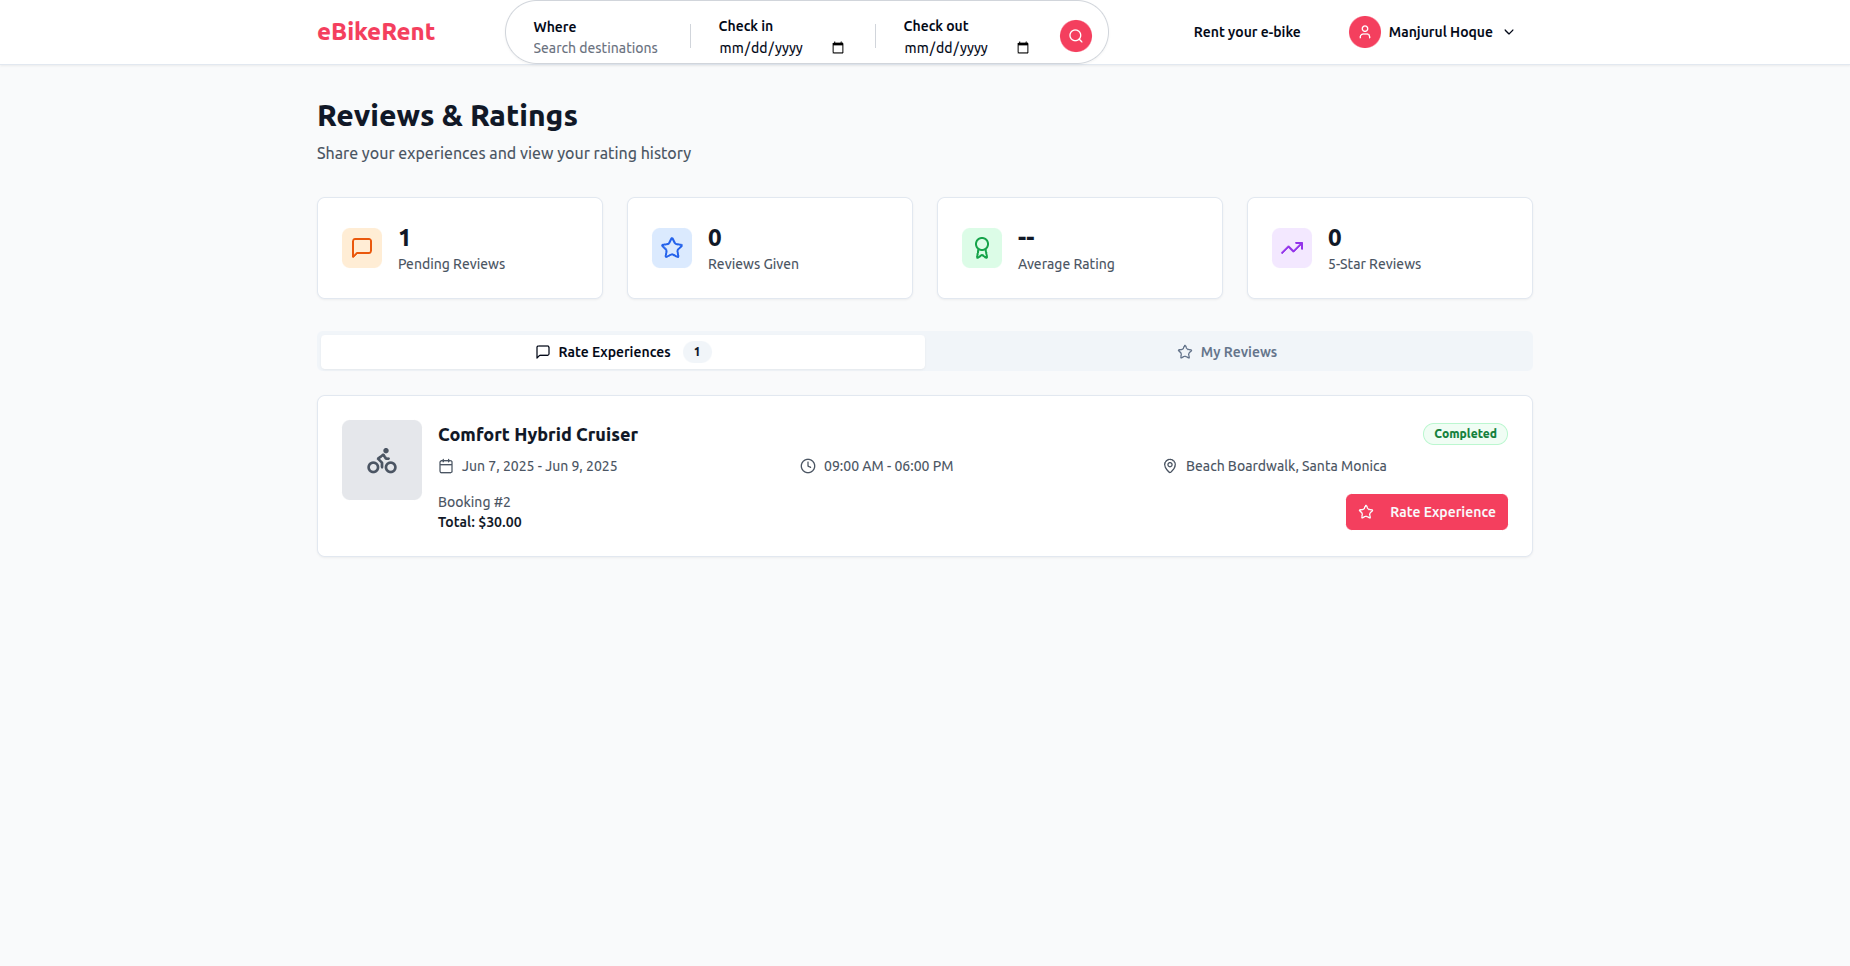 eBikeRent
Where
Search destinations
Check in
mm/dd/yyyy
Check out
mm/dd/yyyy
Rent your e-bike
Manjurul Hoque
Reviews & Ratings
Share your experiences and view your rating history
1
Pending Reviews
0
Reviews Given
--
Average Rating
0
5-Star Reviews
Rate Experiences 1
My Reviews
Comfort Hybrid Cruiser
Completed
Jun 7, 2025 - Jun 9, 2025
09:00 AM - 06:00 PM
Beach Boardwalk, Santa Monica
Booking #2
Total: $30.00
Rate Experience